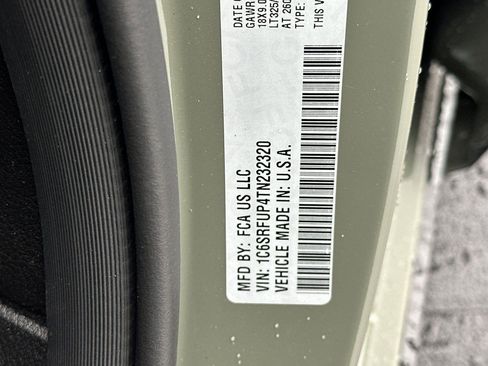 DATE
GAWR
18X9.0
LT325/
AT 260
TYPE:
THIS V
MFD BY: FCA US LLC
VIN: 1C6SRFUP4TN232320
VEHICLE MADE IN: U.S.A.